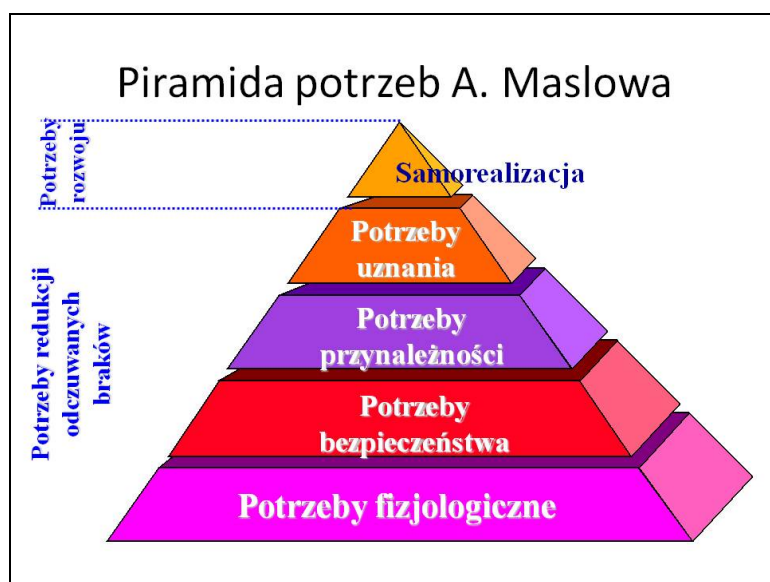 Piramida potrzeb A. Maslowa
Potrzeby
rozwoju
Samorealizacja
Potrzeby
uznania
Potrzeby redukcji
odczuwanych
braków
Potrzeby
przynależności
Potrzeby
bezpieczeństwa
Potrzeby fizjologiczne